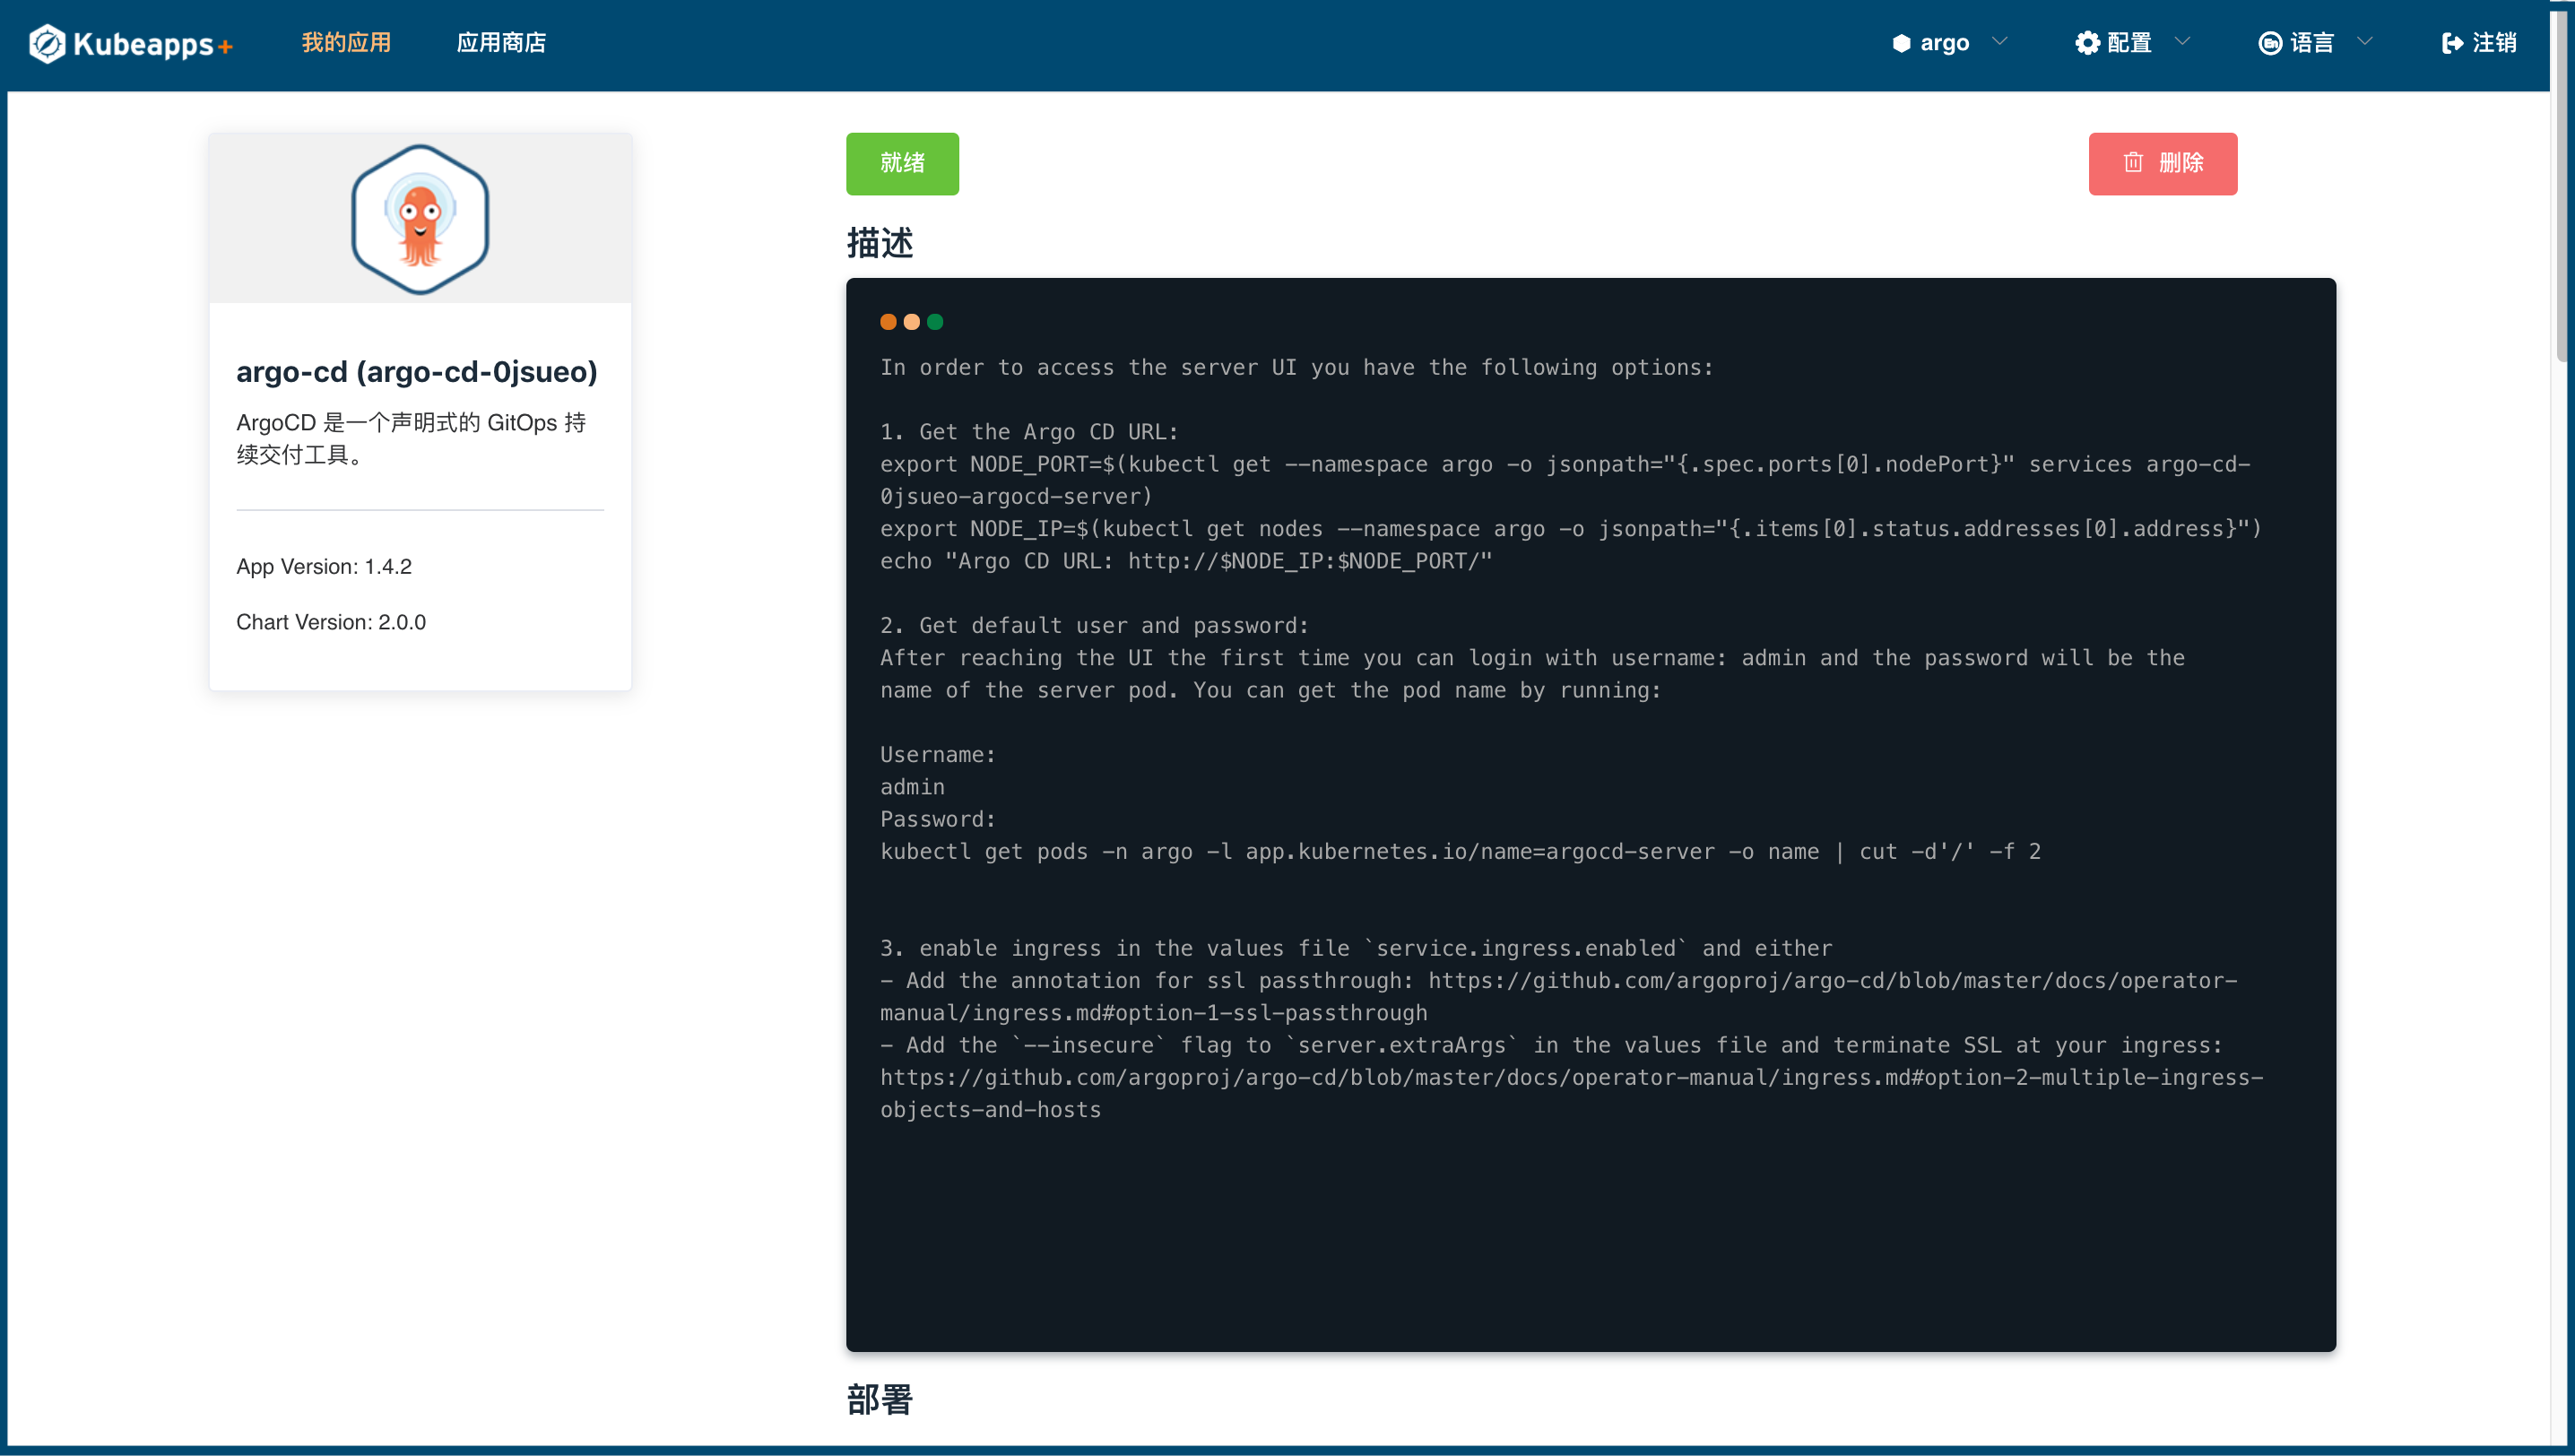 Kubeapps+
我的应用
应用商店
argo
配置
语言
注销
argo-cd (argo-cd-0jsueo)
ArgoCD 是一个声明式的 GitOps 持
续交付工具。
App Version: 1.4.2
Chart Version: 2.0.0
就绪
删除
描述
In order to access the server UI you have the following options:
1. Get the Argo CD URL:
export NODE_PORT=$(kubectl get --namespace argo -o jsonpath="{.spec.ports[0].nodePort}" services argo-cd-
0jsueo-argocd-server)
export NODE_IP=$(kubectl get nodes --namespace argo -o jsonpath="{.items[0].status.addresses[0].address}")
echo "Argo CD URL: http://$NODE_IP:$NODE_PORT/"
2. Get default user and password:
After reaching the UI the first time you can login with username: admin and the password will be the
name of the server pod. You can get the pod name by running:
Username:
admin
Password:
kubectl get pods -n argo -l app.kubernetes.io/name=argocd-server -o name | cut -d'/' -f 2
3. enable ingress in the values file `service.ingress.enabled` and either
- Add the annotation for ssl passthrough: https://github.com/argoproj/argo-cd/blob/master/docs/operator-
manual/ingress.md#option-1-ssl-passthrough
- Add the `--insecure` flag to `server.extraArgs` in the values file and terminate SSL at your ingress:
https://github.com/argoproj/argo-cd/blob/master/docs/operator-manual/ingress.md#option-2-multiple-ingress-
objects-and-hosts
部署